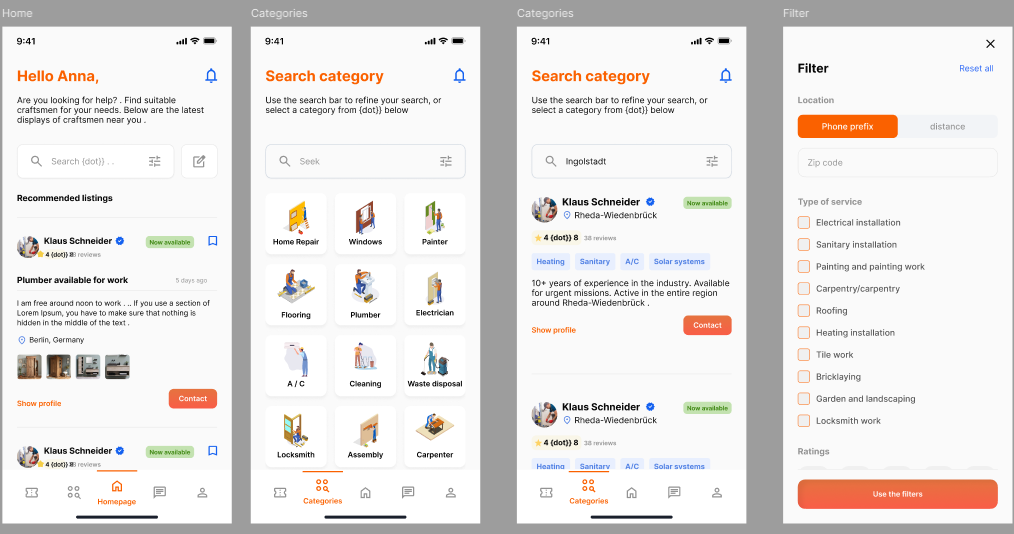 Home
9:41
Hello Anna,
Are you looking for help? . Find suitable
craftsmen for your needs. Below are the latest
displays of craftsmen near you .
Search {dot}} . .
Recommended listings
Klaus Schneider
Now available
4 {dot}} 8
reviews
Plumber available for work
5 days ago
I am free around noon to work . .. If you use a section of
Lorem Ipsum, you have to make sure that nothing is
hidden in the middle of the text .
Berlin, Germany
Show profile
Contact
Klaus Schneider
Now available
4 {dot}} 8
reviews
Homepage
Categories
9:41
Search category
Use the search bar to refine your search, or
select a category from {dot}} below
Seek
Home Repair
Windows
Painter
Flooring
Plumber
Electrician
A / C
Cleaning
Waste disposal
Locksmith
Assembly
Carpenter
Categories
Categories
9:41
Search category
Use the search bar to refine your search, or
select a category from {dot}} below
Ingolstadt
Klaus Schneider
Now available
Rheda-Wiedenbrück
4 {dot}} 8
38 reviews
Heating
Sanitary
A/C
Solar systems
10+ years of experience in the industry. Available
for urgent missions. Active in the entire region
around Rheda-Wiedenbrück .
Show profile
Contact
Klaus Schneider
Now available
Rheda-Wiedenbrück
4 {dot}} 8
38 reviews
Heating
Sanitary
A/C
Solar systems
Categories
Filter
Filter
Reset all
Location
Phone prefix
distance
Zip code
Type of service
Electrical installation
Sanitary installation
Painting and painting work
Carpentry/carpentry
Roofing
Heating installation
Tile work
Bricklaying
Garden and landscaping
Locksmith work
Ratings
Use the filters